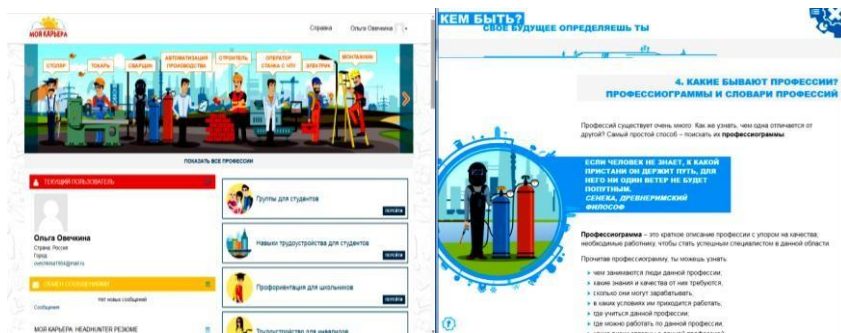 МОЯ КАРЬЕРА
Справка Ольга Овечкина
СТОЛЯР
ТОКАРЬ
СВАРЩИК
АВТОМАТИЗАЦИЯ ПРОИЗВОДСТВА
СТРОИТЕЛЬ
ОПЕРАТОР СТАНКА С ЧПУ
ЭЛЕКТРИК
МОНТАЖНИК
ПОКАЗАТЬ ВСЕ ПРОФЕССИИ
ТЕКУЩИЙ ПОЛЬЗОВАТЕЛЬ
Ольга Овечкина
Страна: Россия
Город:
ОБМЕН СООБЩЕНИЯМИ
Нет новых сообщений
Сообщения
МОЯ КАРЬЕРА: HEADHUNTER РЕЗЮМЕ
Группы для студентов
ПЕРЕЙТИ
Навыки трудоустройства для студентов
ПЕРЕЙТИ
Профориентация для школьников
ПЕРЕЙТИ
Трудоустройство для инвалидов
КЕМ БЫТЬ?
СВОЕ БУДУЩЕЕ ОПРЕДЕЛЯЕШЬ ТЫ
4. КАКИЕ БЫВАЮТ ПРОФЕССИИ?
ПРОФЕССИОГРАММЫ И СЛОВАРИ ПРОФЕССИЙ
Профессий существует очень много. Как же узнать, чем одна отличается от
другой? Самый простой способ – поискать их профессиограммы.
ЕСЛИ ЧЕЛОВЕК НЕ ЗНАЕТ, К КАКОЙ
ПРИСТАНИ ОН ДЕРЖИТ ПУТЬ, ДЛЯ
НЕГО НИ ОДИН ВЕТЕР НЕ БУДЕТ
ПОПУТНЫМ.
СЕНЕКА, ДРЕВНЕРИМСКИЙ
ФИЛОСОФ
Профессиограмма – это краткое описание профессии с упором на качества,
необходимые работнику, чтобы стать успешным специалистом в данной области.
Прочитав профессиограмму, ты можешь узнать:
чем занимаются люди данной профессии;
какие знания и качества от них требуются;
сколько они могут зарабатывать;
в каких условиях им приходится работать;
где учиться данной профессии;
где можно работать по данной профессии;